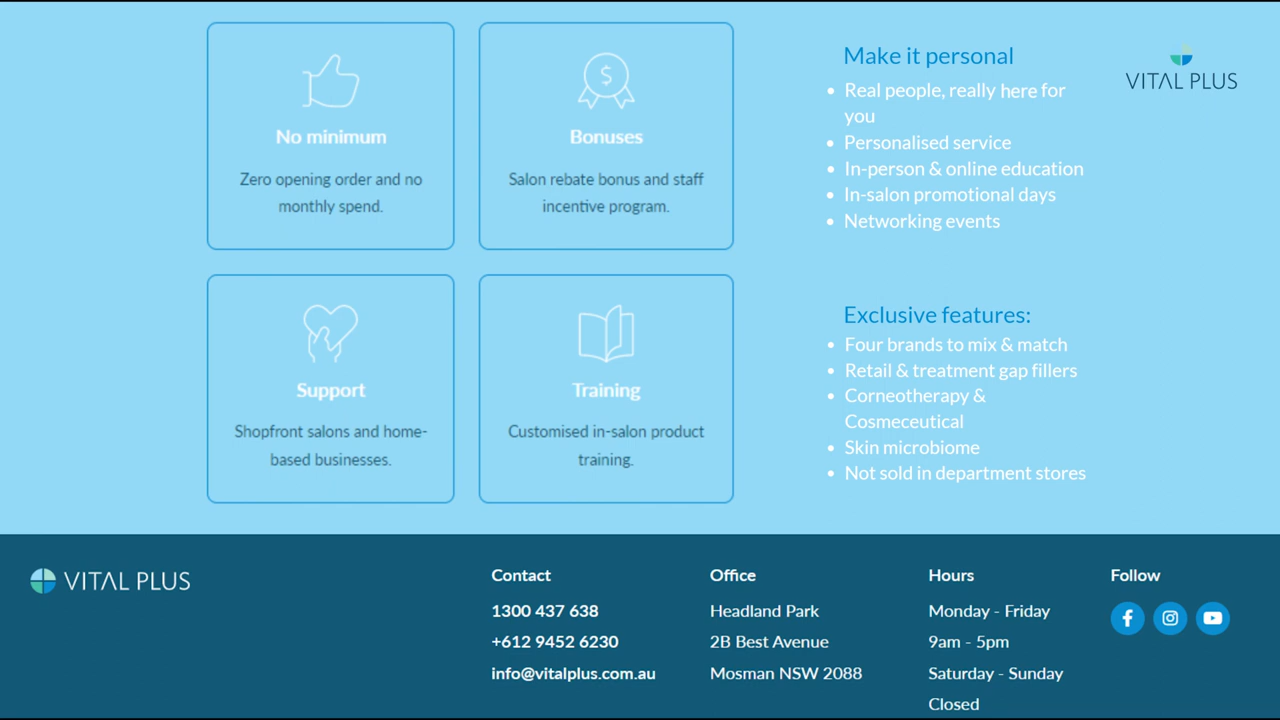 No minimum
Zero opening order and no
monthly spend.
Bonuses
Salon rebate bonus and staff
incentive program.
Support
Shopfront salons and home-
based businesses.
Training
Customised in-salon product
training.
Make it personal
• Real people, really here for
you
• Personalised service
• In-person & online education
• In-salon promotional days
• Networking events
VITAL PLUS
Exclusive features:
• Four brands to mix & match
• Retail & treatment gap fillers
• Corneotherapy &
Cosmeceutical
• Skin microbiome
• Not sold in department stores
VITAL PLUS
Contact
1300 437 638
+612 9452 6230
info@vitalplus.com.au
Office
Headland Park
2B Best Avenue
Mosman NSW 2088
Hours
Monday - Friday
9am - 5pm
Saturday - Sunday
Closed
Follow